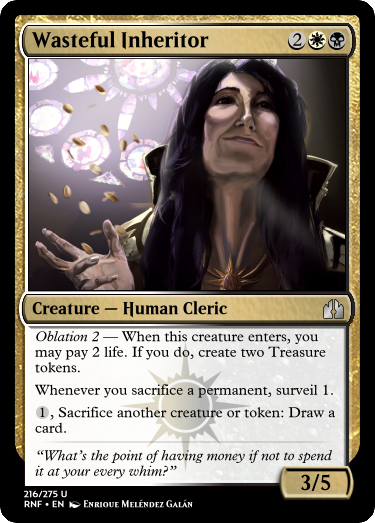 Wasteful Inheritor 2
Creature — Human Cleric
Oblation 2 — When this creature enters, you
may pay 2 life. If you do, create two Treasure
tokens.
Whenever you sacrifice a permanent, surveil 1.
1, Sacrifice another creature or token: Draw a
card.
“What's the point of having money if not to spend
it at your every whim?”
3/5
216/275 U
RNF • EN Enrique Meléndez Galán